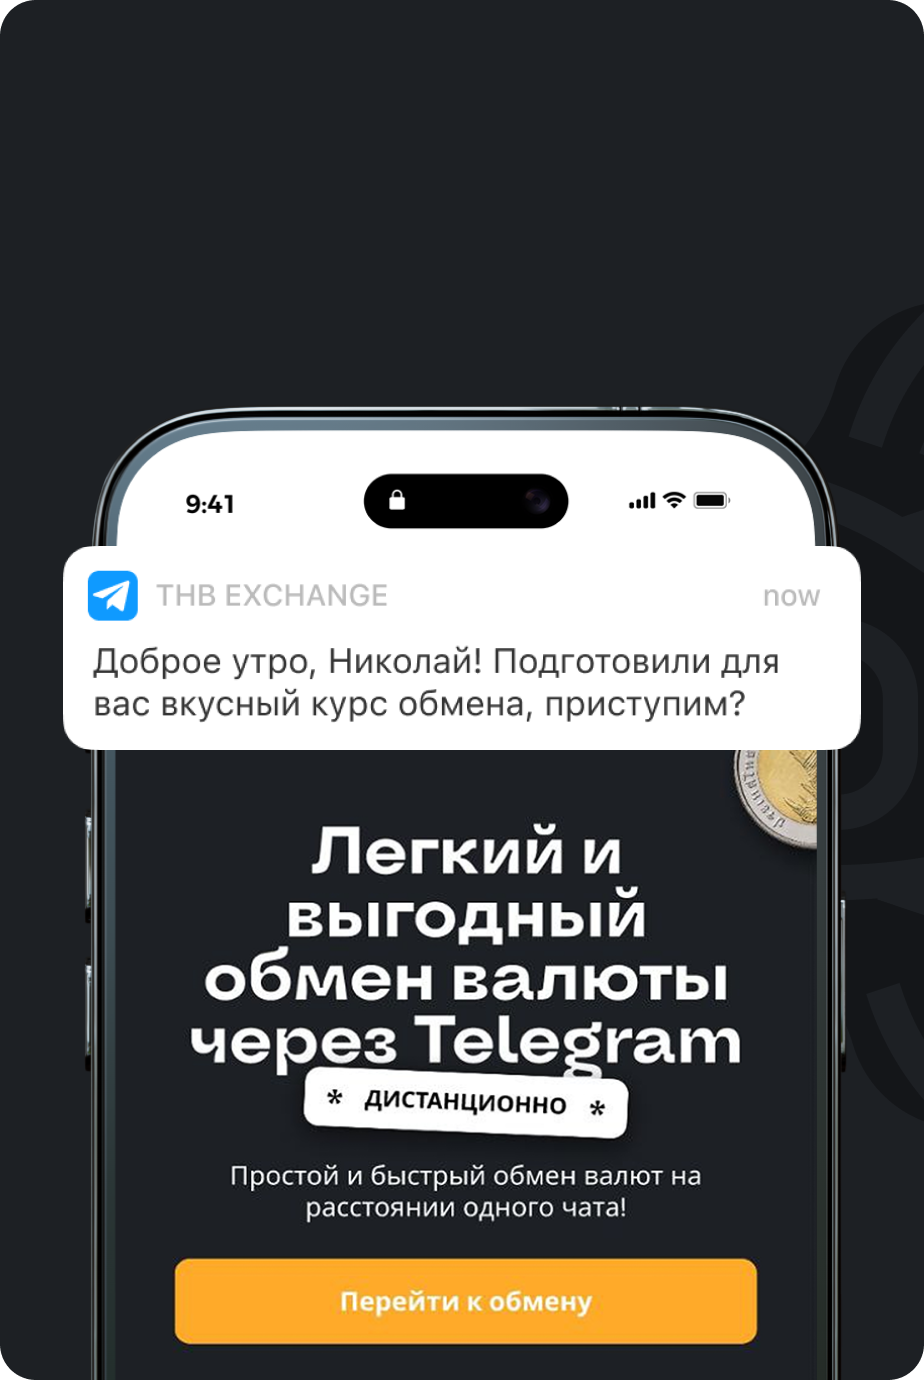 9:41
THB EXCHANGE
now
Доброе утро, Николай! Подготовили для
вас вкусный курс обмена, приступим?
Легкий и
выгодный
обмен валюты
через Telegram
* ДИСТАНЦИОННО *
Простой и быстрый обмен валют на
расстоянии одного чата!
Перейти к обмену